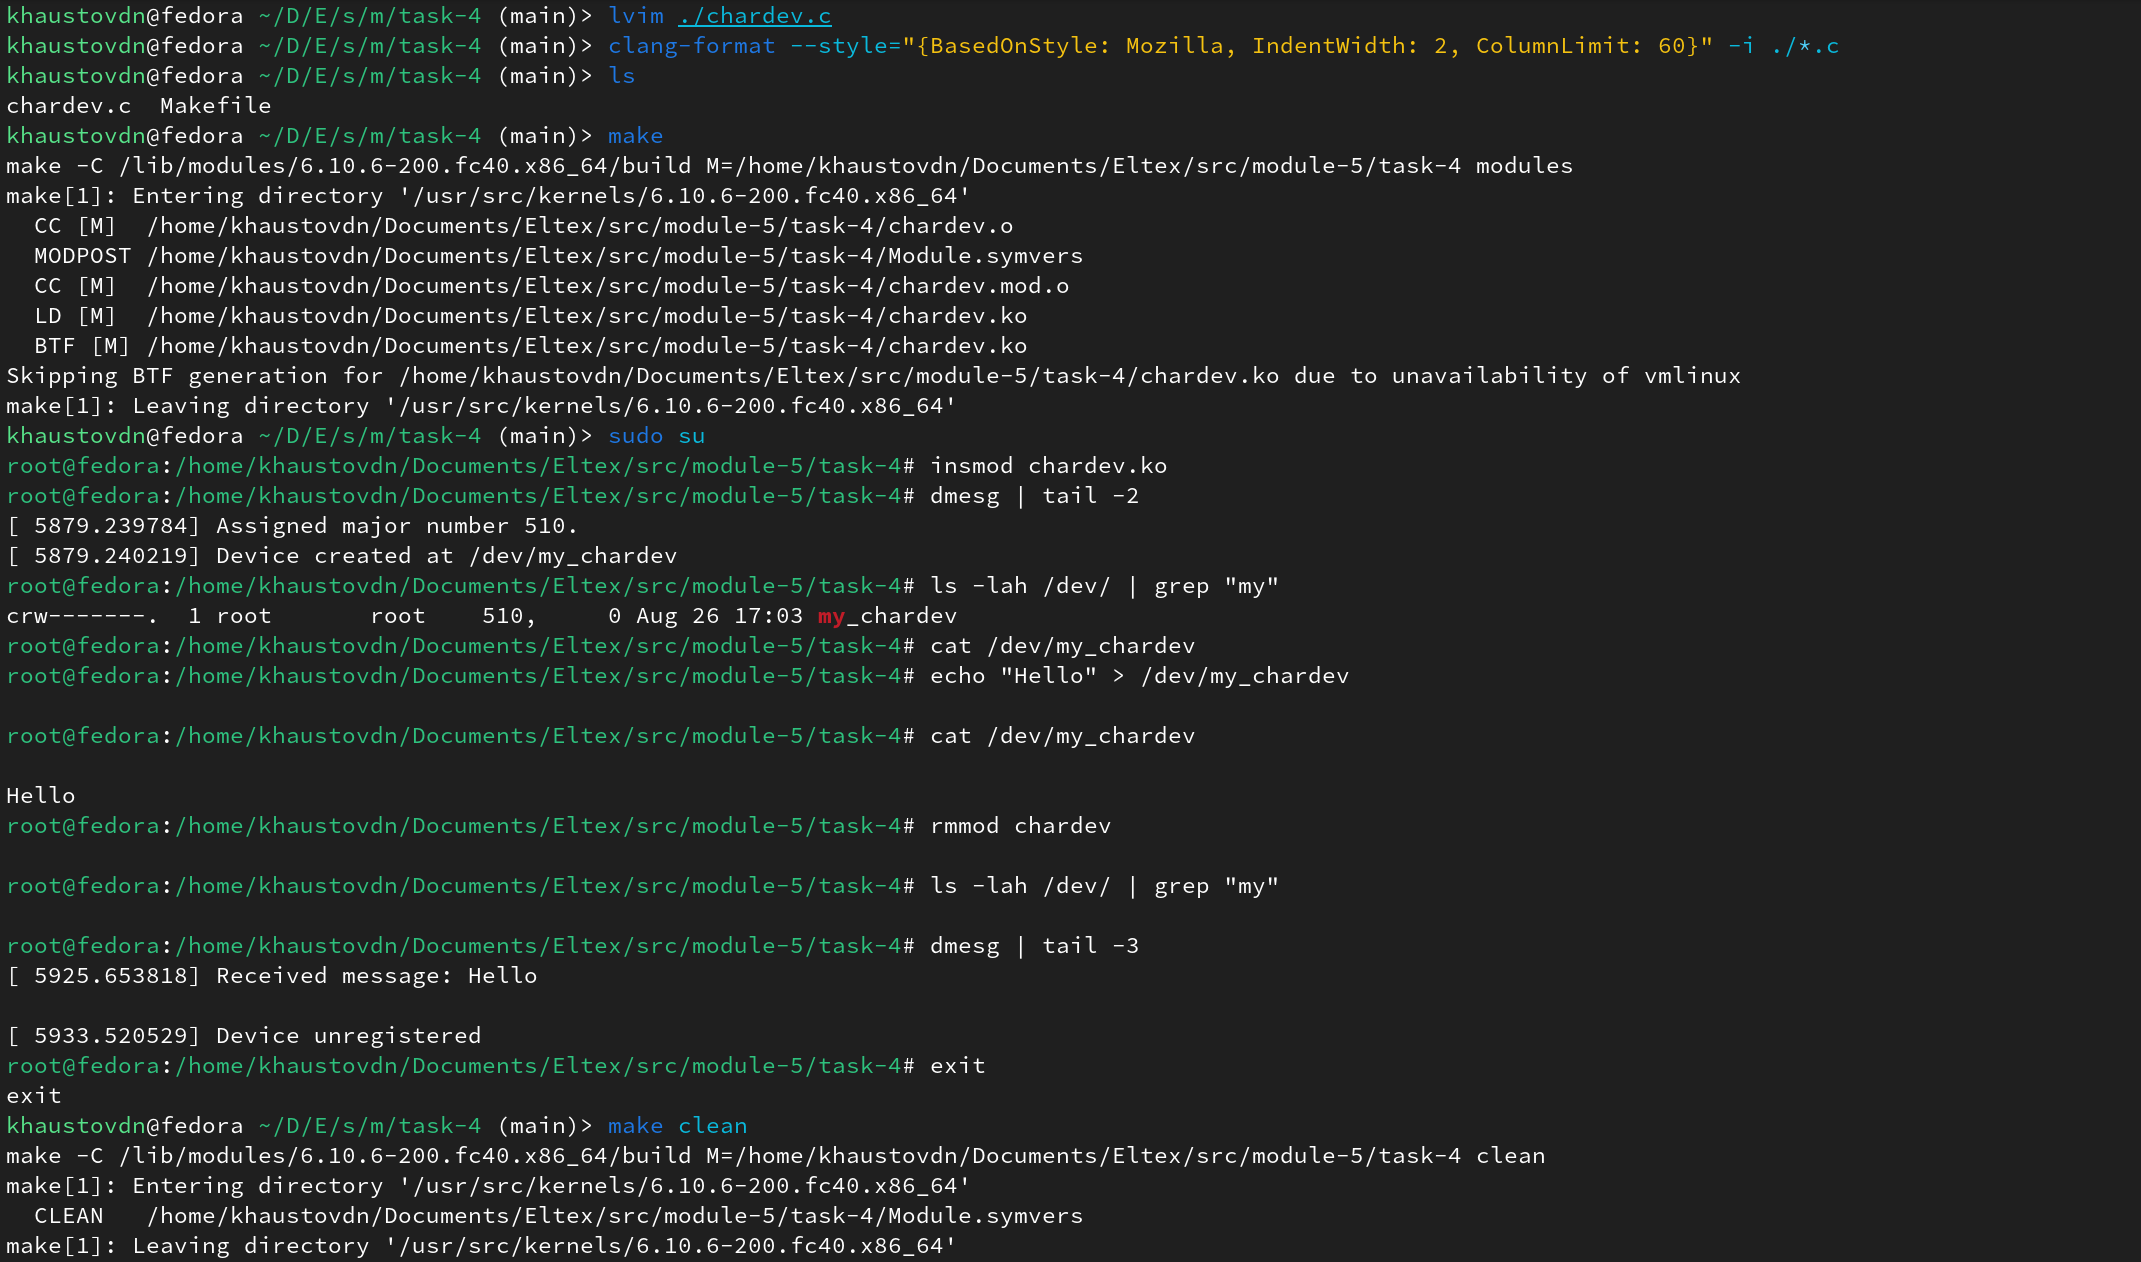 khaustovdn@fedora ~/D/E/s/m/task-4 (main)> lvim ./chardev.c
khaustovdn@fedora ~/D/E/s/m/task-4 (main)> clang-format --style="{BasedOnStyle: Mozilla, IndentWidth: 2, ColumnLimit: 60}" -i ./*.c
khaustovdn@fedora ~/D/E/s/m/task-4 (main)> ls
chardev.c  Makefile
khaustovdn@fedora ~/D/E/s/m/task-4 (main)> make
make -C /lib/modules/6.10.6-200.fc40.x86_64/build M=/home/khaustovdn/Documents/Eltex/src/module-5/task-4 modules
make[1]: Entering directory '/usr/src/kernels/6.10.6-200.fc40.x86_64'
  CC [M]  /home/khaustovdn/Documents/Eltex/src/module-5/task-4/chardev.o
  MODPOST /home/khaustovdn/Documents/Eltex/src/module-5/task-4/Module.symvers
  CC [M]  /home/khaustovdn/Documents/Eltex/src/module-5/task-4/chardev.mod.o
  LD [M]  /home/khaustovdn/Documents/Eltex/src/module-5/task-4/chardev.ko
  BTF [M] /home/khaustovdn/Documents/Eltex/src/module-5/task-4/chardev.ko
Skipping BTF generation for /home/khaustovdn/Documents/Eltex/src/module-5/task-4/chardev.ko due to unavailability of vmlinux
make[1]: Leaving directory '/usr/src/kernels/6.10.6-200.fc40.x86_64'
khaustovdn@fedora ~/D/E/s/m/task-4 (main)> sudo su
root@fedora:/home/khaustovdn/Documents/Eltex/src/module-5/task-4# insmod chardev.ko
root@fedora:/home/khaustovdn/Documents/Eltex/src/module-5/task-4# dmesg | tail -2
[ 5879.239784] Assigned major number 510.
[ 5879.240219] Device created at /dev/my_chardev
root@fedora:/home/khaustovdn/Documents/Eltex/src/module-5/task-4# ls -lah /dev/ | grep "my"
crw-------.  1 root       root    510,     0 Aug 26 17:03 my_chardev
root@fedora:/home/khaustovdn/Documents/Eltex/src/module-5/task-4# cat /dev/my_chardev
root@fedora:/home/khaustovdn/Documents/Eltex/src/module-5/task-4# echo "Hello" > /dev/my_chardev
root@fedora:/home/khaustovdn/Documents/Eltex/src/module-5/task-4# cat /dev/my_chardev
Hello
root@fedora:/home/khaustovdn/Documents/Eltex/src/module-5/task-4# rmmod chardev
root@fedora:/home/khaustovdn/Documents/Eltex/src/module-5/task-4# ls -lah /dev/ | grep "my"
root@fedora:/home/khaustovdn/Documents/Eltex/src/module-5/task-4# dmesg | tail -3
[ 5925.653818] Received message: Hello
[ 5933.520529] Device unregistered
root@fedora:/home/khaustovdn/Documents/Eltex/src/module-5/task-4# exit
exit
khaustovdn@fedora ~/D/E/s/m/task-4 (main)> make clean
make -C /lib/modules/6.10.6-200.fc40.x86_64/build M=/home/khaustovdn/Documents/Eltex/src/module-5/task-4 clean
make[1]: Entering directory '/usr/src/kernels/6.10.6-200.fc40.x86_64'
  CLEAN   /home/khaustovdn/Documents/Eltex/src/module-5/task-4/Module.symvers
make[1]: Leaving directory '/usr/src/kernels/6.10.6-200.fc40.x86_64'